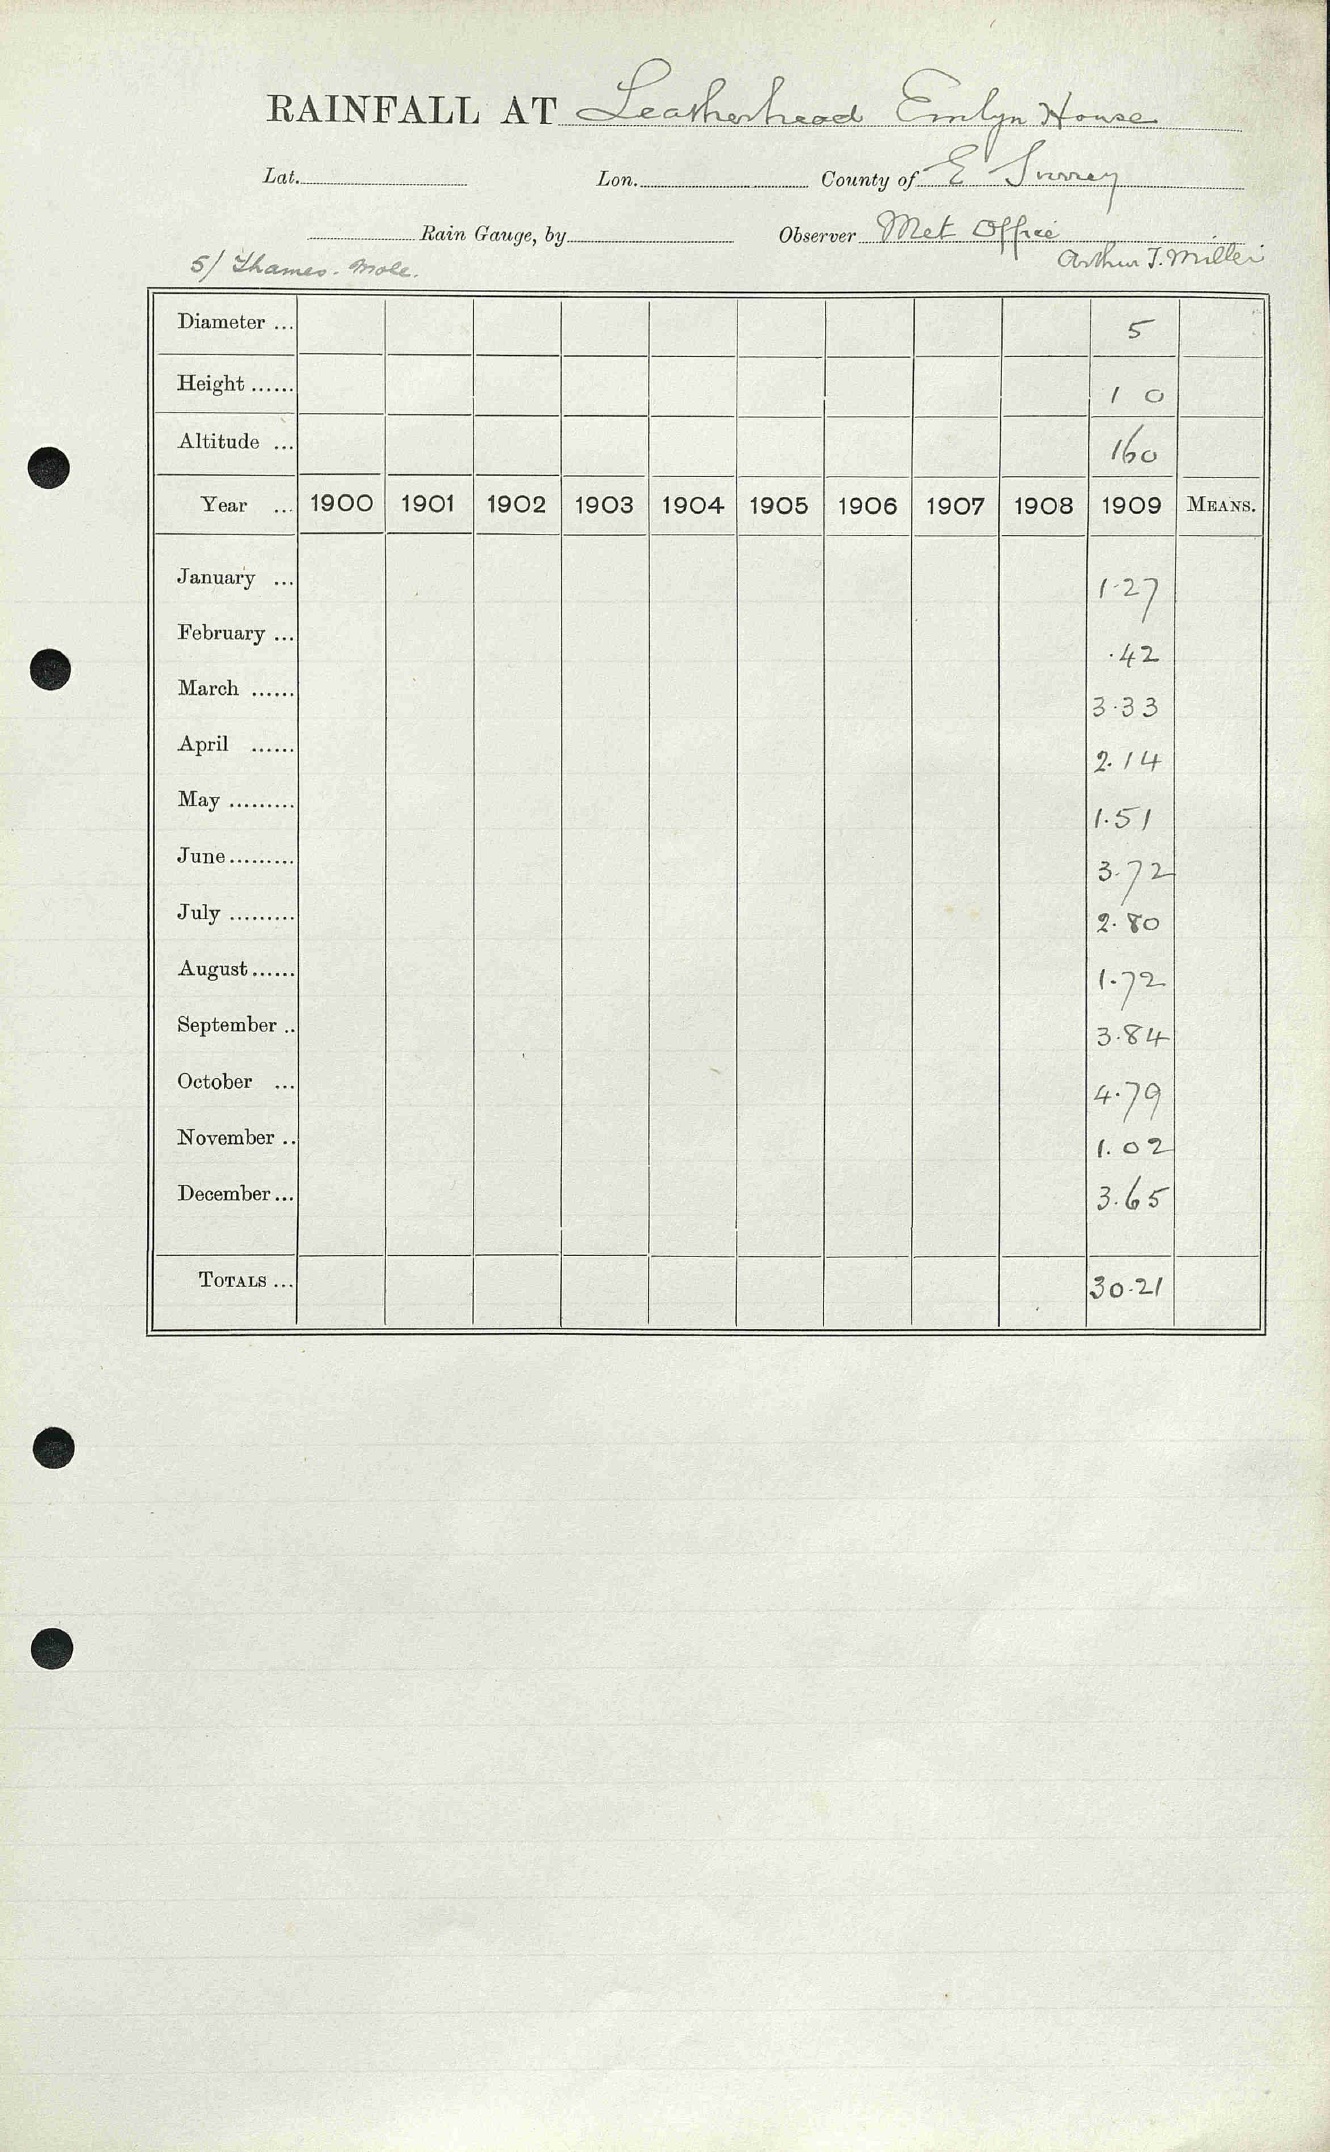 RAINFALL AT Leatherhead Emlyn House
Lat. Lon. County of E Surrey
Rain Gauge, by Observer Met Office
Arthur T. Miller
5/ Thames - Mole.
Diameter ... 5
Height ...... 1 0
Altitude ... 160
Year ... 1900 1901 1902 1903 1904 1905 1906 1907 1908 1909 MEANS.
January ... 1.27
February ... .42
March ...... 3.33
April ...... 2.14
May ......... 1.51
June ......... 3.72
July ......... 2.80
August ...... 1.72
September .. 3.84
October ... 4.79
November .. 1.02
December ... 3.65
TOTALS ... 30.21